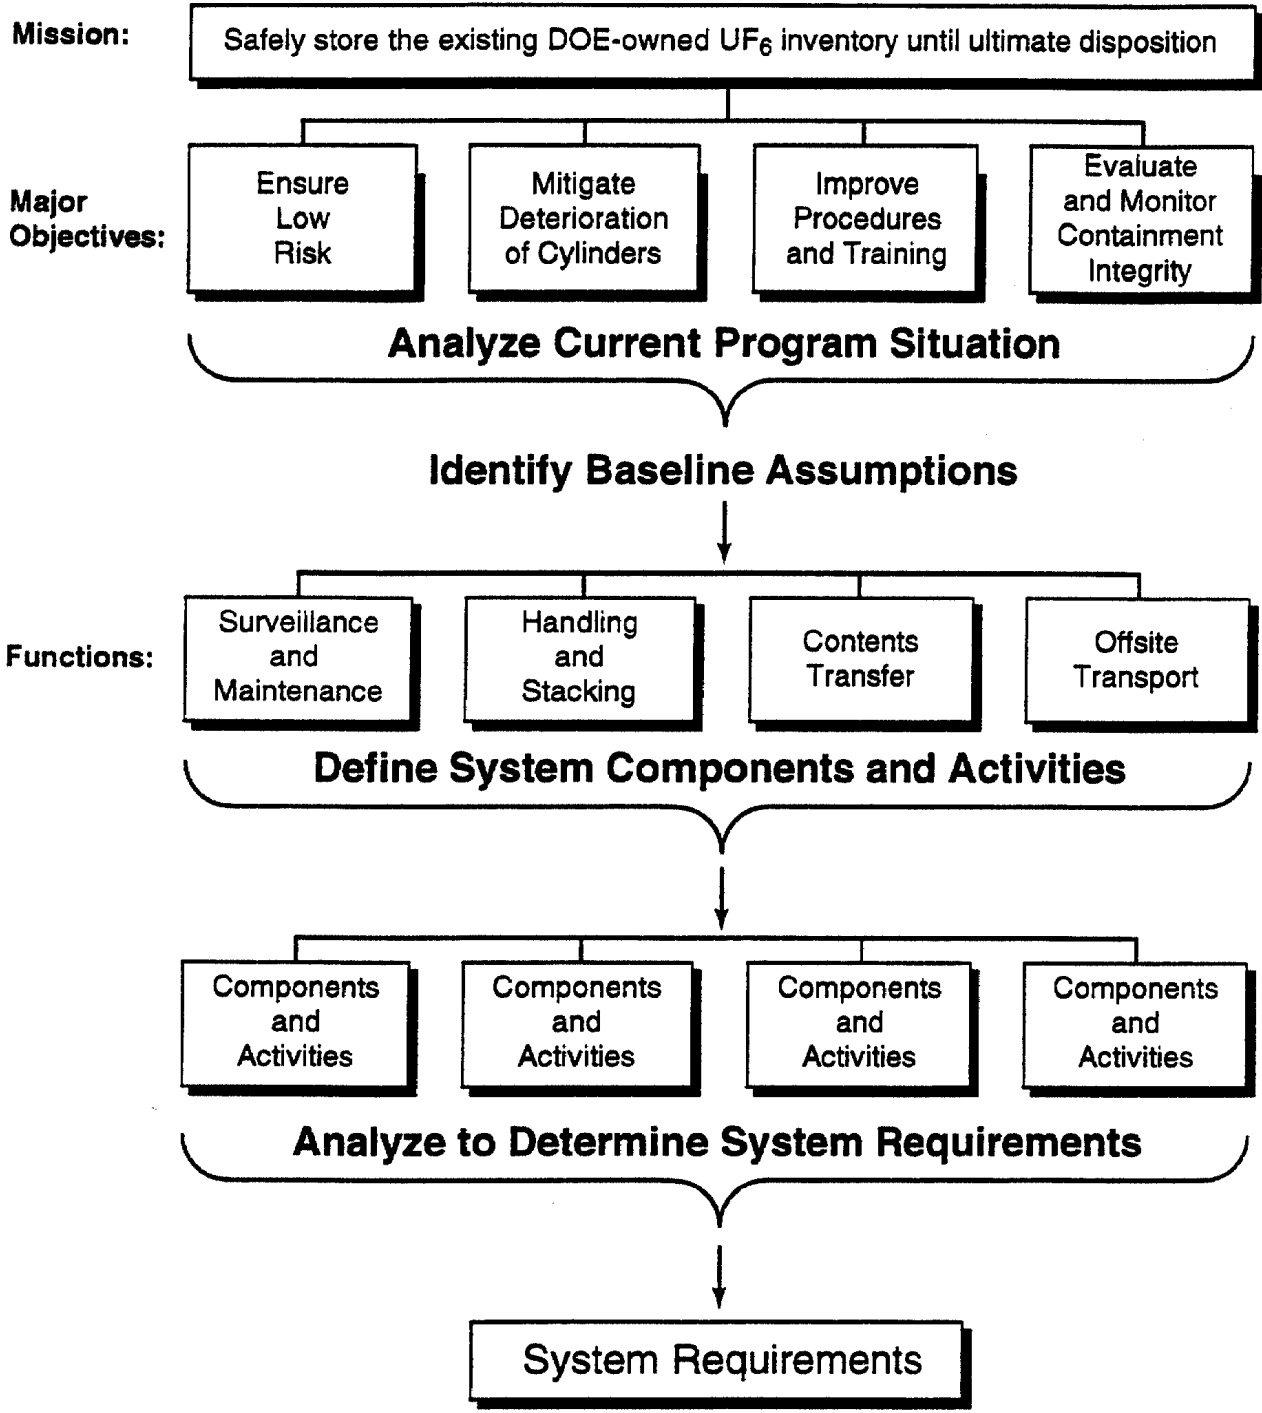 Mission:
Safely store the existing DOE-owned UF₆ inventory until ultimate disposition
Major
Objectives:
Ensure
Low
Risk
Mitigate
Deterioration
of Cylinders
Improve
Procedures
and Training
Evaluate
and Monitor
Containment
Integrity
Analyze Current Program Situation
Identify Baseline Assumptions
Functions:
Surveillance
and
Maintenance
Handling
and
Stacking
Contents
Transfer
Offsite
Transport
Define System Components and Activities
Components
and
Activities
Components
and
Activities
Components
and
Activities
Components
and
Activities
Analyze to Determine System Requirements
System Requirements